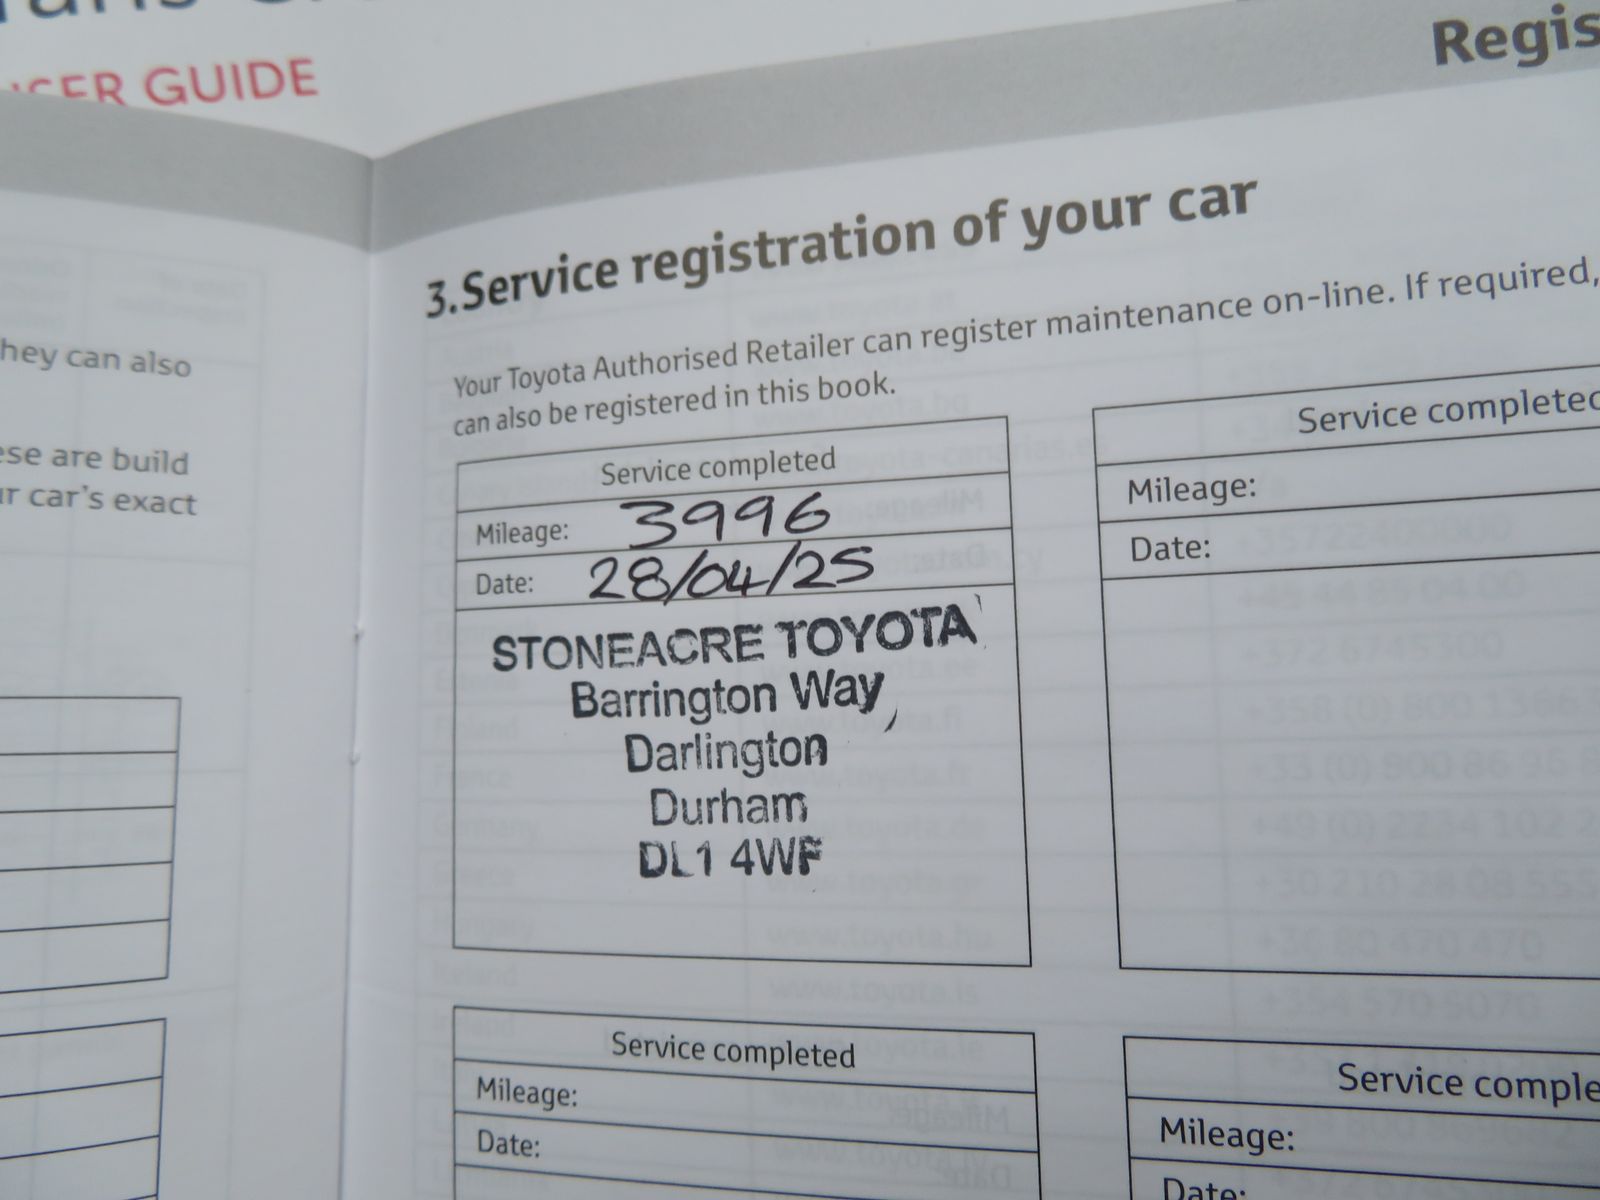 USER GUIDE
Regis
hey can also
ese are build
ur car's exact
3.Service registration of your car
Your Toyota Authorised Retailer can register maintenance on-line. If required,
can also be registered in this book.
Service completed
Mileage: 3996
Date: 28/04/25
STONEACRE TOYOTA
Barrington Way,
Darlington
Durham
DL1 4WF
Service completed
Mileage:
Date:
Service completed
Mileage:
Date:
Service comple
Mileage:
Date: